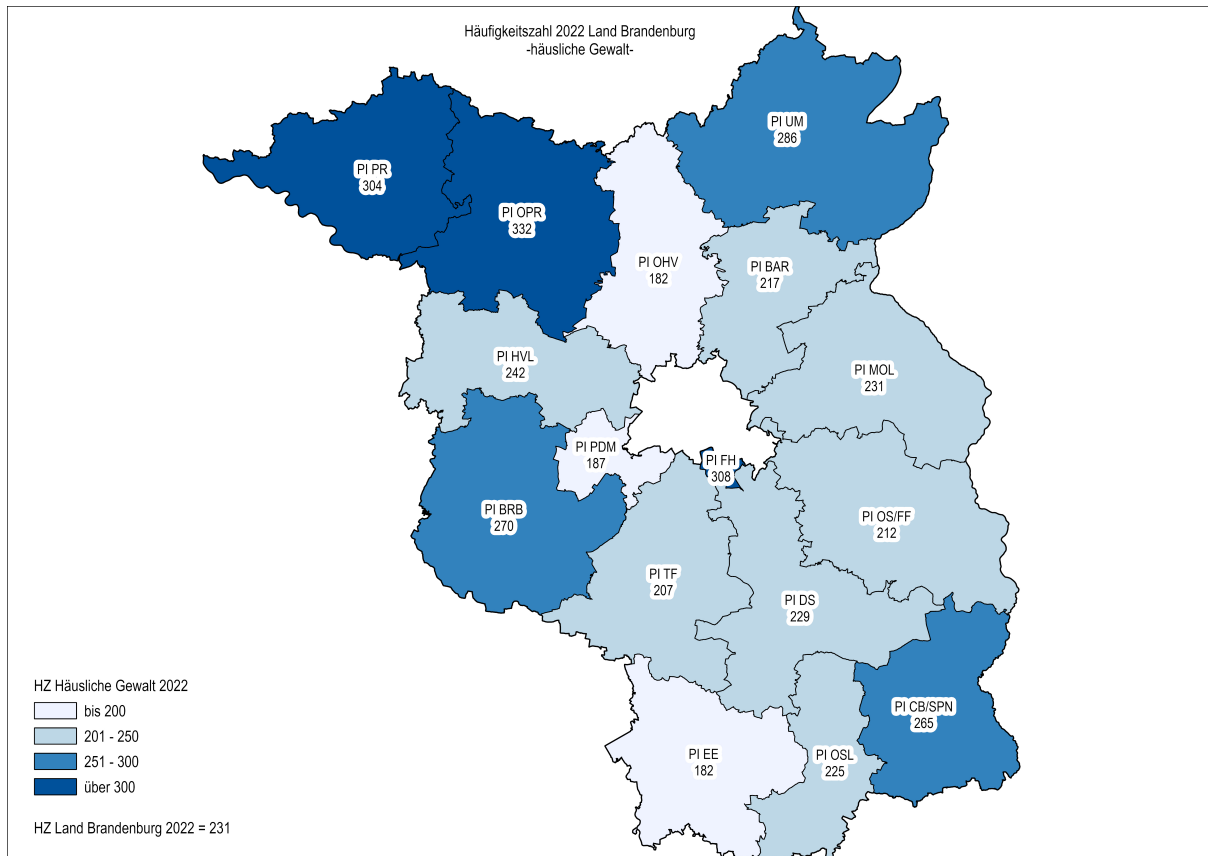 Häufigkeitszahl 2022 Land Brandenburg
-häusliche Gewalt-
PI UM
286
PI PR
304
PI OPR
332
PI OHV
182
PI BAR
217
PI HVL
242
PI MOL
231
PI PDM
187
PI FH
308
PI BRB
270
PI OS/FF
212
PI TF
207
PI DS
229
PI CB/SPN
265
PI EE
182
PI OSL
225
HZ Häusliche Gewalt 2022
bis 200
201 - 250
251 - 300
über 300
HZ Land Brandenburg 2022 = 231